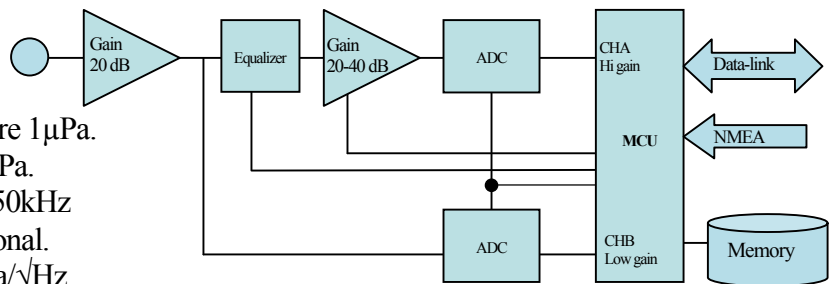 Gain
20 dB
Equalizer
Gain
20-40 dB
ADC
CHA
Hi gain
Data-link
re 1µPa.
Pa.
50kHz
onal.
a/√Hz
MCU
NMEA
ADC
CHB
Low gain
Memory